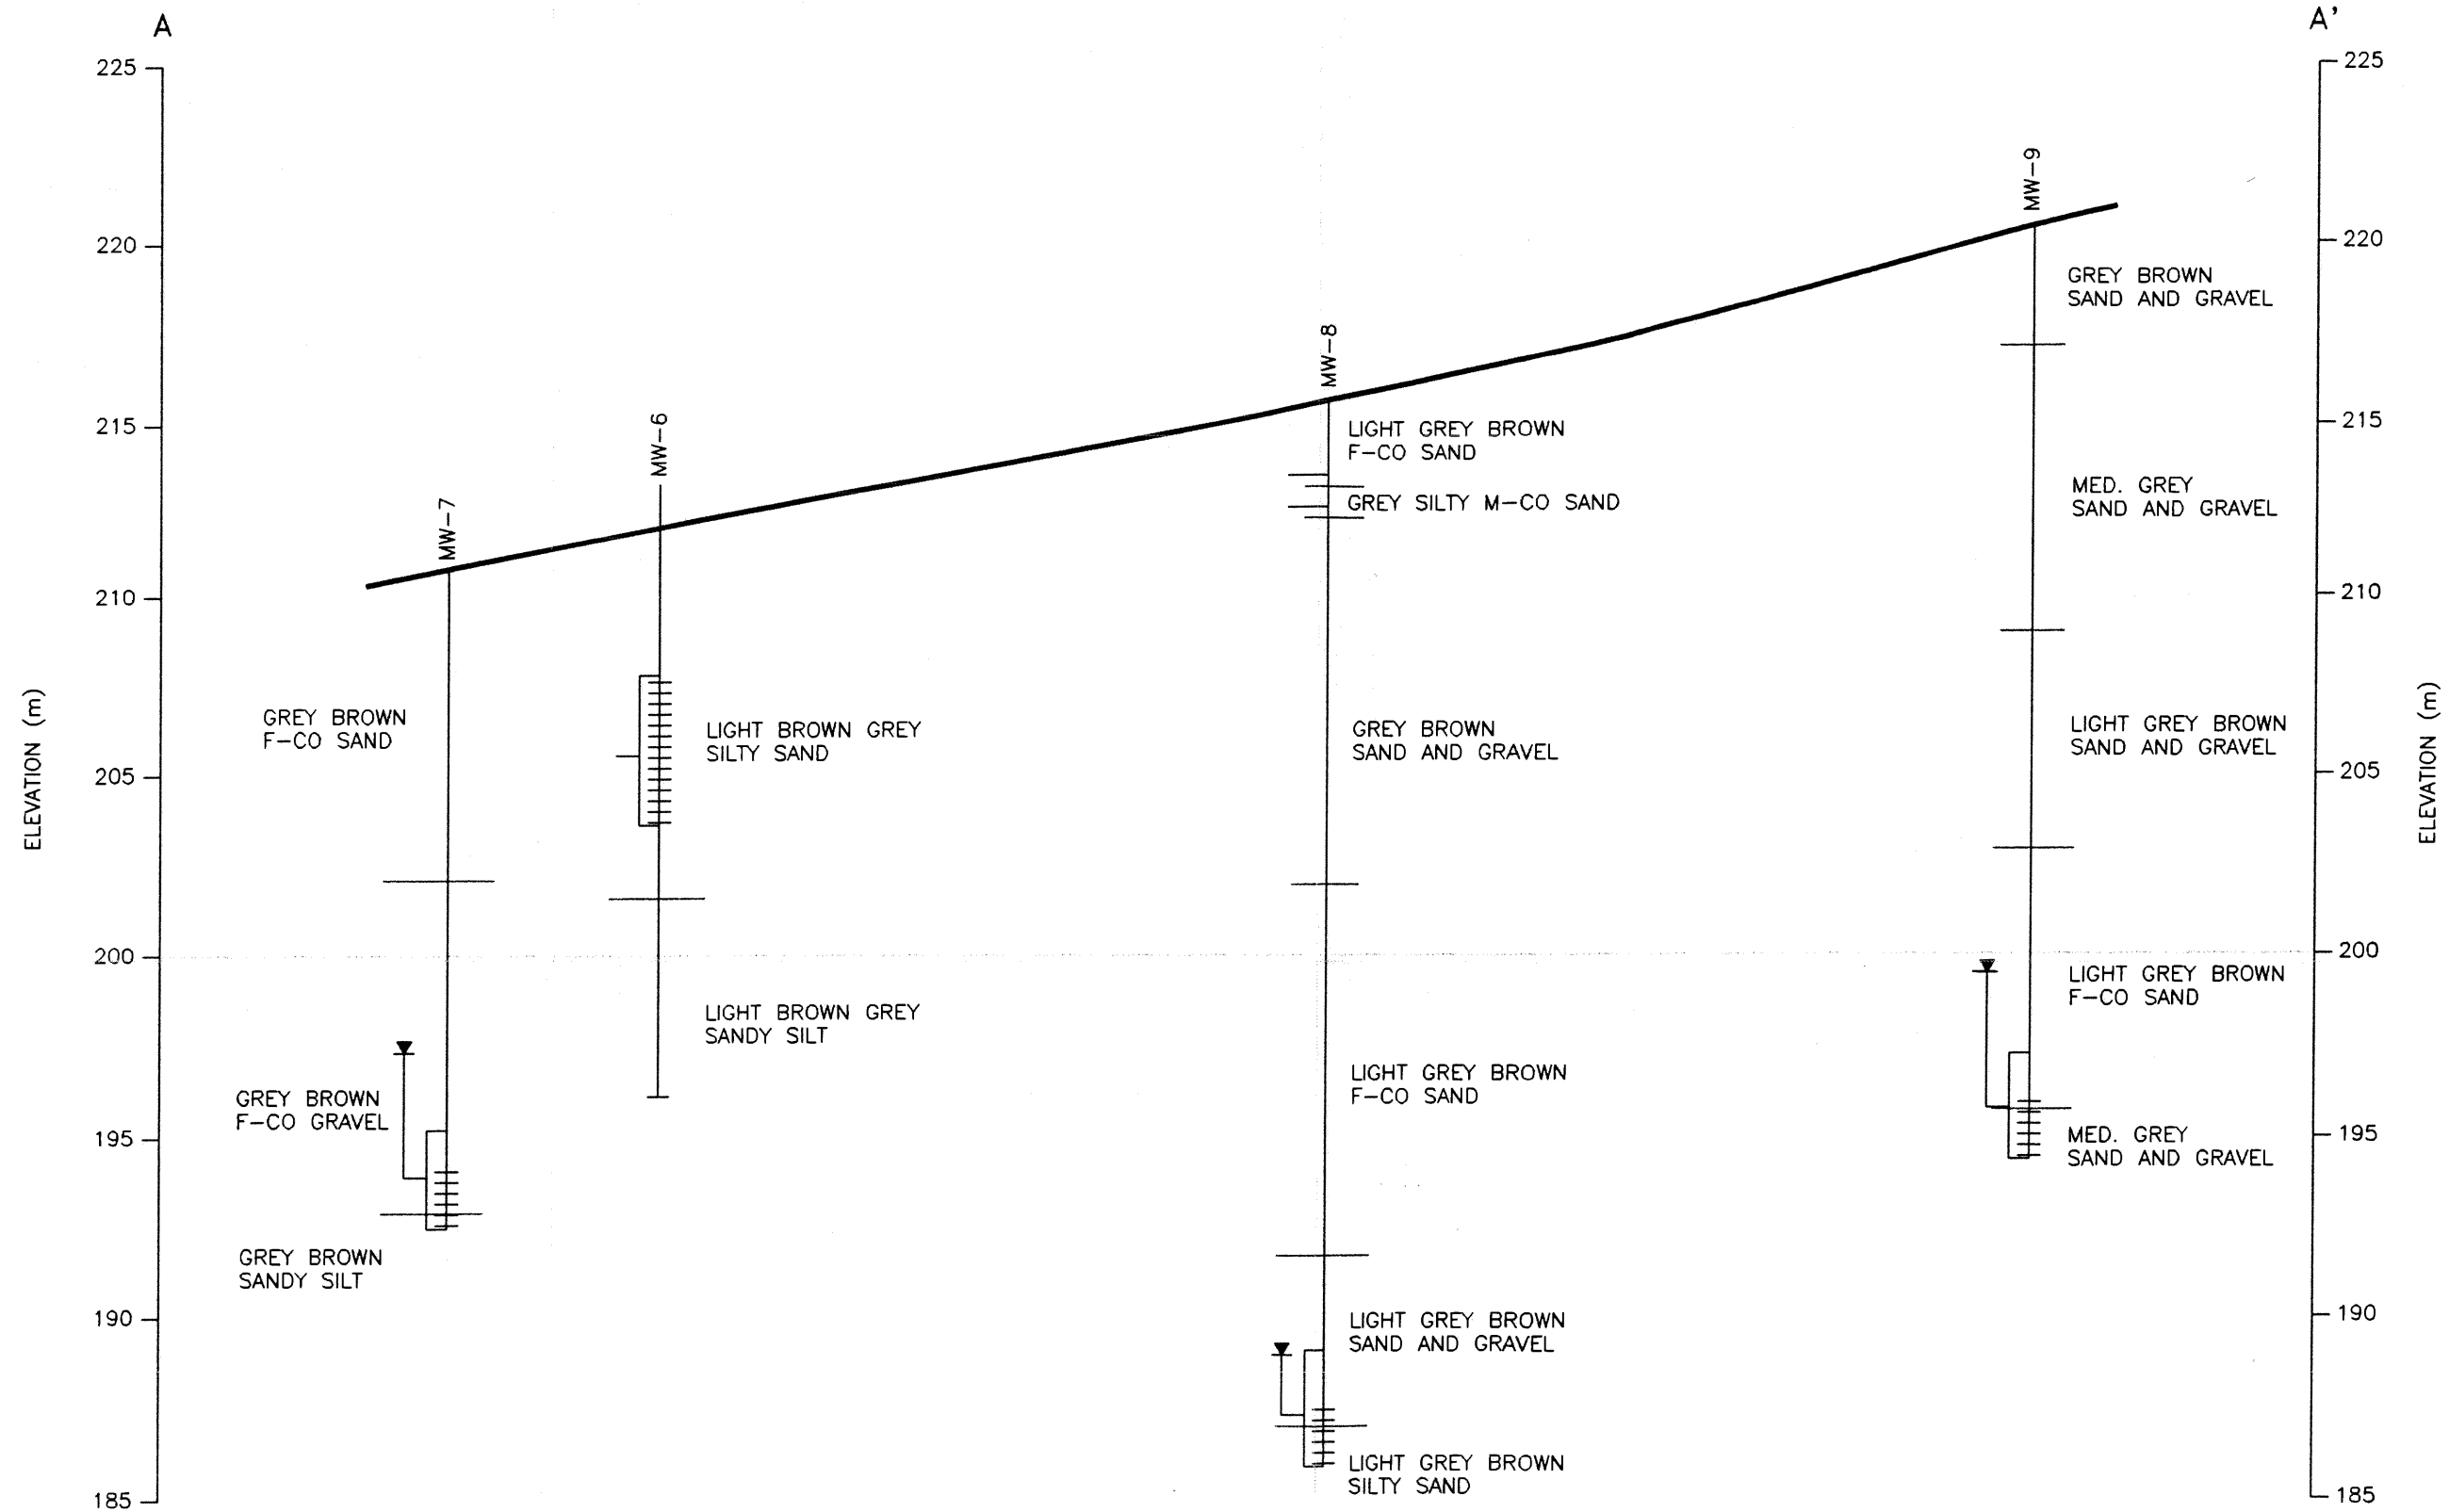 A
A'
225
220
215
210
205
200
195
190
185
ELEVATION (m)
MW-7
GREY BROWN
F-CO SAND
GREY BROWN
F-CO GRAVEL
GREY BROWN
SANDY SILT
MW-6
LIGHT BROWN GREY
SILTY SAND
LIGHT BROWN GREY
SANDY SILT
MW-8
LIGHT GREY BROWN
F-CO SAND
GREY SILTY M-CO SAND
GREY BROWN
SAND AND GRAVEL
LIGHT GREY BROWN
F-CO SAND
LIGHT GREY BROWN
SAND AND GRAVEL
LIGHT GREY BROWN
SILTY SAND
MW-9
GREY BROWN
SAND AND GRAVEL
MED. GREY
SAND AND GRAVEL
LIGHT GREY BROWN
SAND AND GRAVEL
LIGHT GREY BROWN
F-CO SAND
MED. GREY
SAND AND GRAVEL
225
220
215
210
205
200
195
190
185
ELEVATION (m)